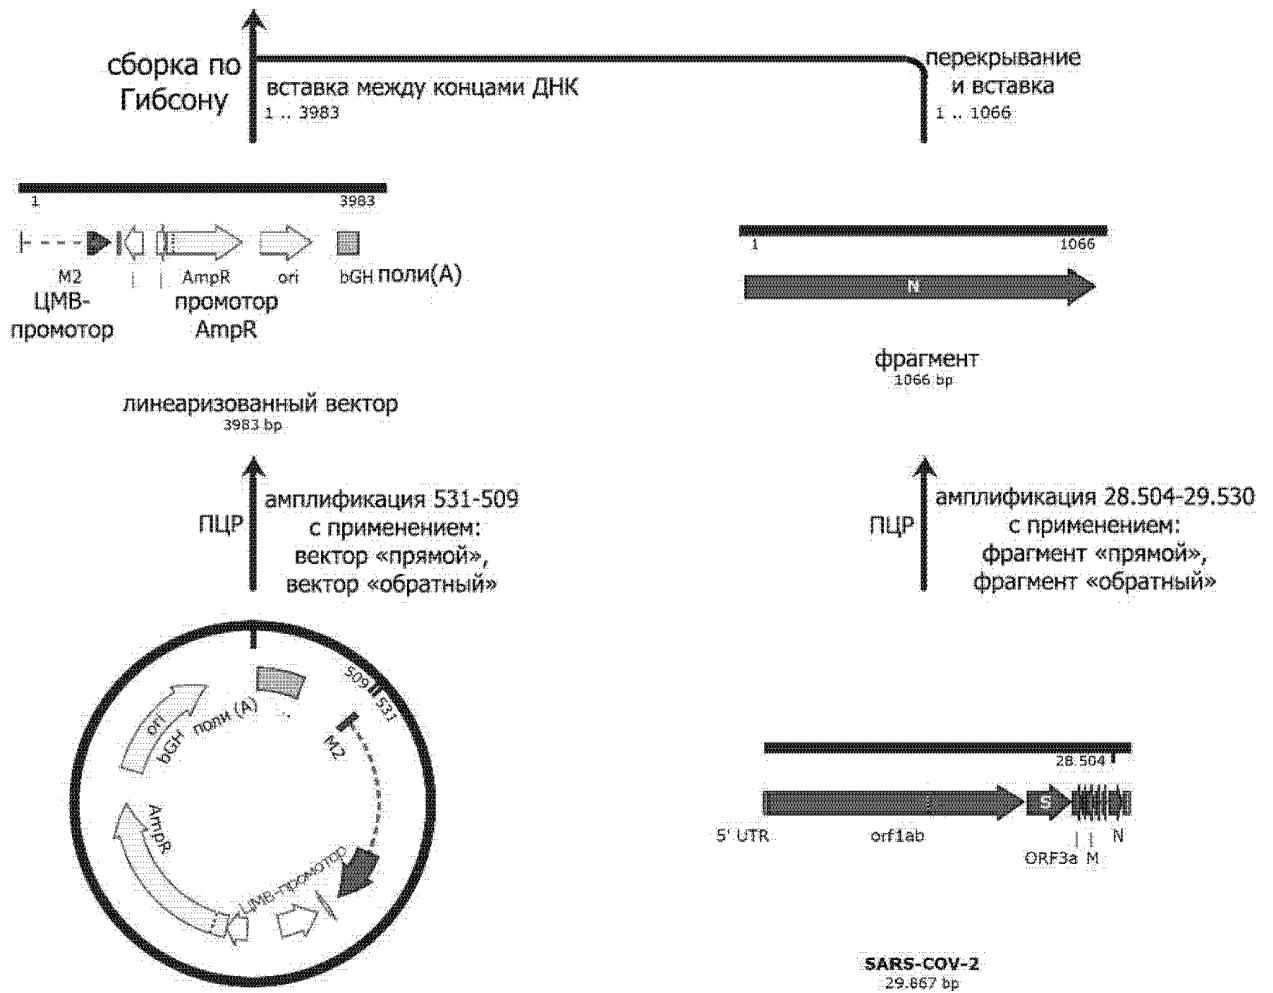 сборка по
Гибсону
вставка между концами ДНК
1 .. 3983
перекрывание
и вставка
1 .. 1066
1
3983
M2
AmpR
ori
bGH поли(А)
ЦМВ-
промотор
промотор
AmpR
линеаризованный вектор
3983 bp
1
1066
N
фрагмент
1066 bp
ПЦР
амплификация 531-509
с применением:
вектор «прямой»,
вектор «обратный»
ПЦР
амплификация 28.504-29.530
с применением:
фрагмент «прямой»,
фрагмент «обратный»
509
531
M2
ori
bGH
поли (А)
AmpR
ЦМВ-промотор
28.504
S
5' UTR
orf1ab
ORF3a
M
N
SARS-COV-2
29.867 bp